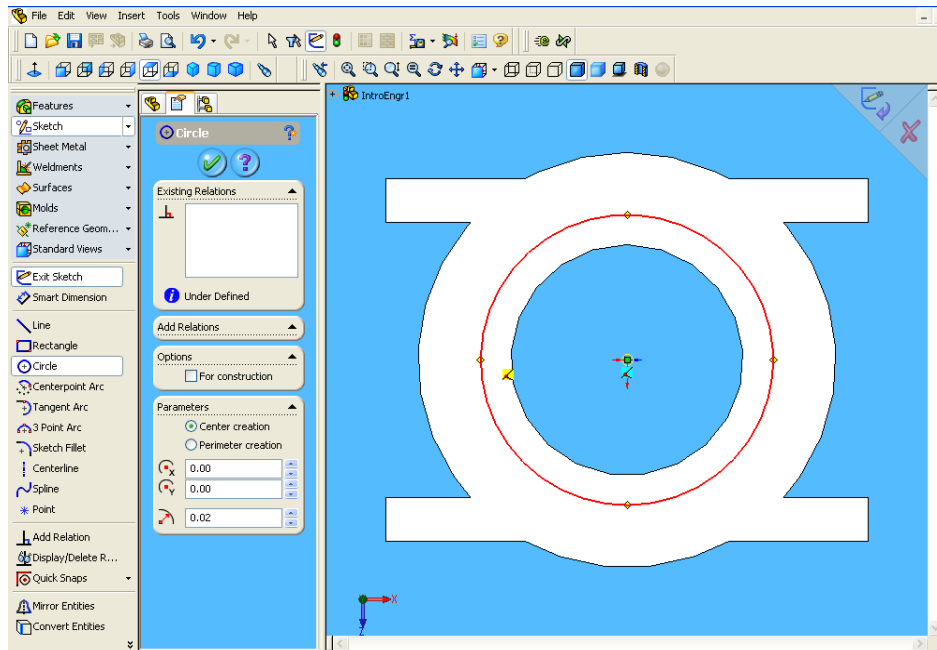 File Edit View Insert Tools Window Help
IntroEngr1
Features
Sketch
Sheet Metal
Weldments
Surfaces
Molds
Reference Geom...
Standard Views
Exit Sketch
Smart Dimension
Line
Rectangle
Circle
Centerpoint Arc
Tangent Arc
3 Point Arc
Sketch Fillet
Centerline
Spline
Point
Add Relation
Display/Delete R...
Quick Snaps
Mirror Entities
Convert Entities
Circle
Existing Relations
Under Defined
Add Relations
Options
For construction
Parameters
Center creation
Perimeter creation
X 0.00
Y 0.00
0.02
X
Z